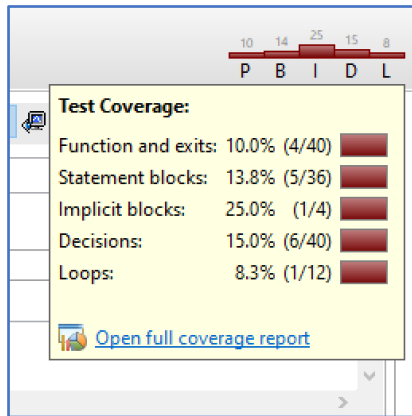 10 14 25 15 8
P B I D L
Test Coverage:
Function and exits: 10.0% (4/40)
Statement blocks: 13.8% (5/36)
Implicit blocks: 25.0% (1/4)
Decisions: 15.0% (6/40)
Loops: 8.3% (1/12)
Open full coverage report